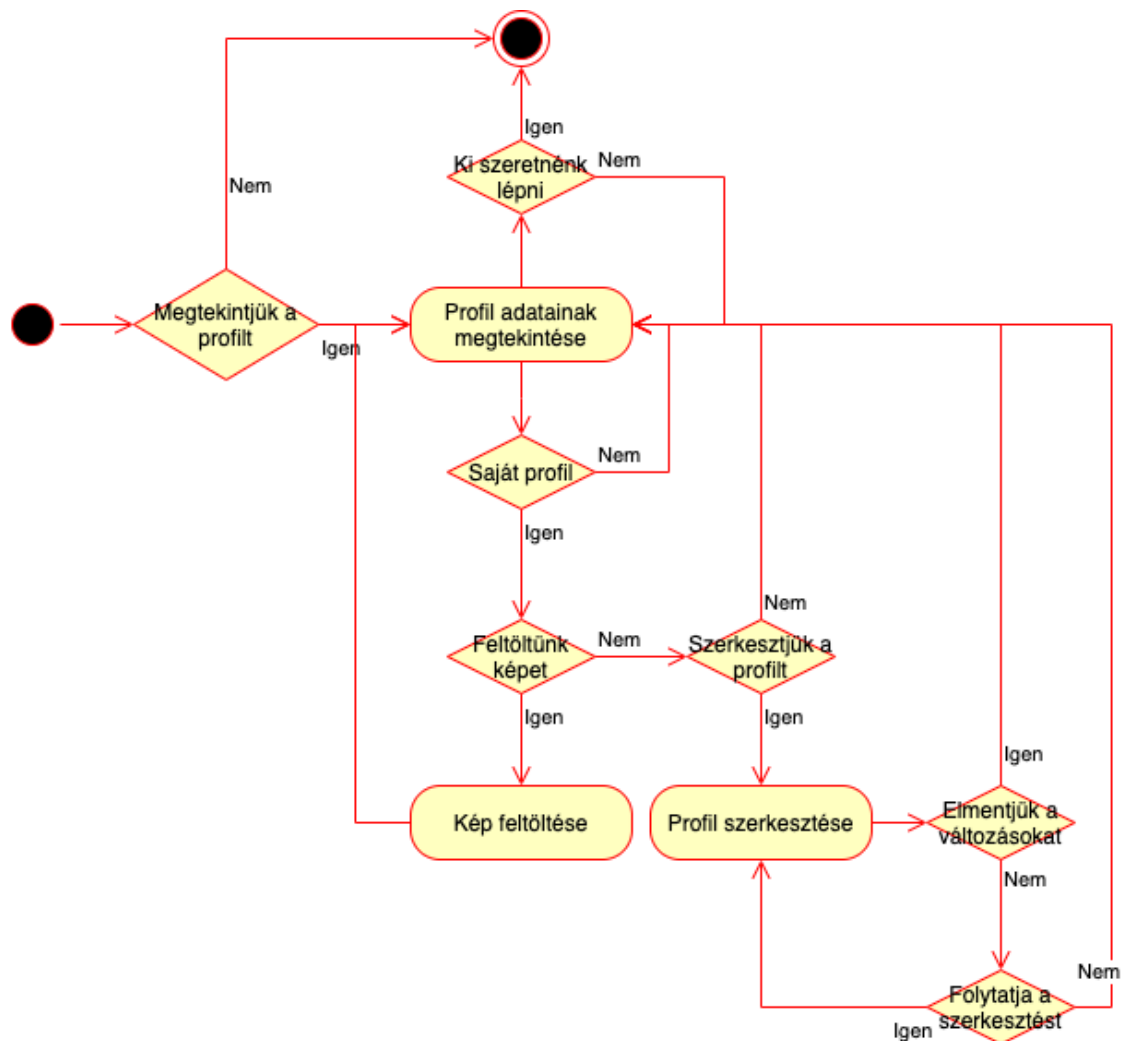 Igen
Ki szeretnénk
lépni
Nem
Nem
Megtekintjük a
profilt
Igen
Profil adatainak
megtekintése
Saját profil
Nem
Igen
Feltöltünk
képet
Nem
Nem
Szerkesztjük a
profilt
Igen
Igen
Kép feltöltése
Profil szerkesztése
Igen
Elmentjük a
változásokat
Nem
Folytatja a
szerkesztést
Nem
Igen